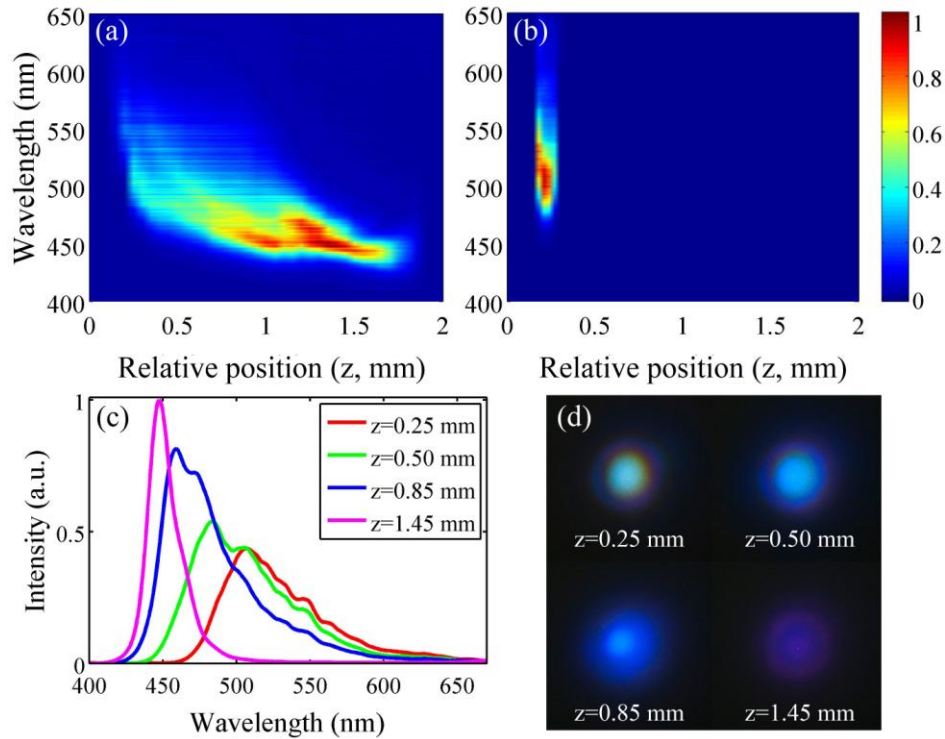 (a)
650
600
550
500
450
400
Wavelength (nm)
0 0.5 1 1.5 2
Relative position (z, mm)
(b)
650
600
550
500
450
400
0 0.5 1 1.5 2
Relative position (z, mm)
1
0.8
0.6
0.4
0.2
0
(c)
1
0.5
0
Intensity (a.u.)
z=0.25 mm
z=0.50 mm
z=0.85 mm
z=1.45 mm
400 450 500 550 600 650
Wavelength (nm)
(d)
z=0.25 mm
z=0.50 mm
z=0.85 mm
z=1.45 mm